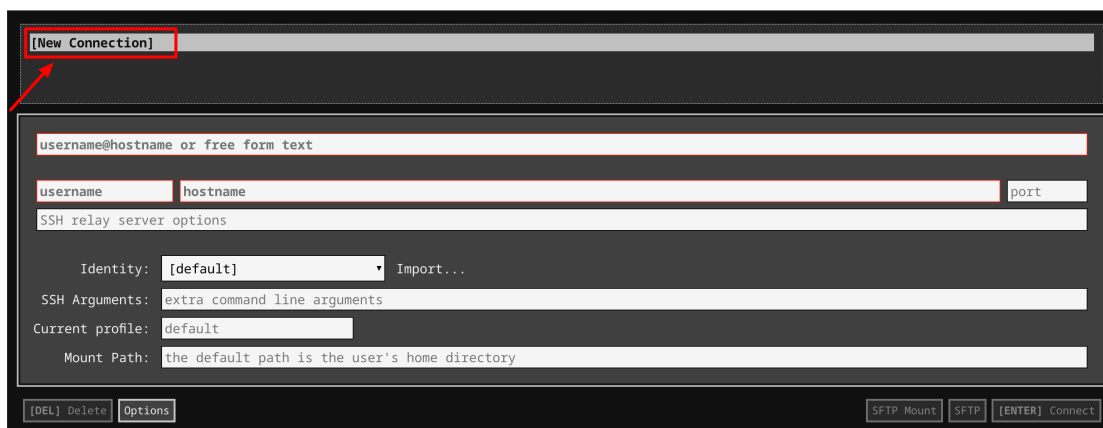 [New Connection]
username@hostname or free form text
username hostname port
SSH relay server options
Identity: [default] Import...
SSH Arguments: extra command line arguments
Current profile: default
Mount Path: the default path is the user's home directory
[DEL] Delete Options SFTP Mount SFTP [ENTER] Connect